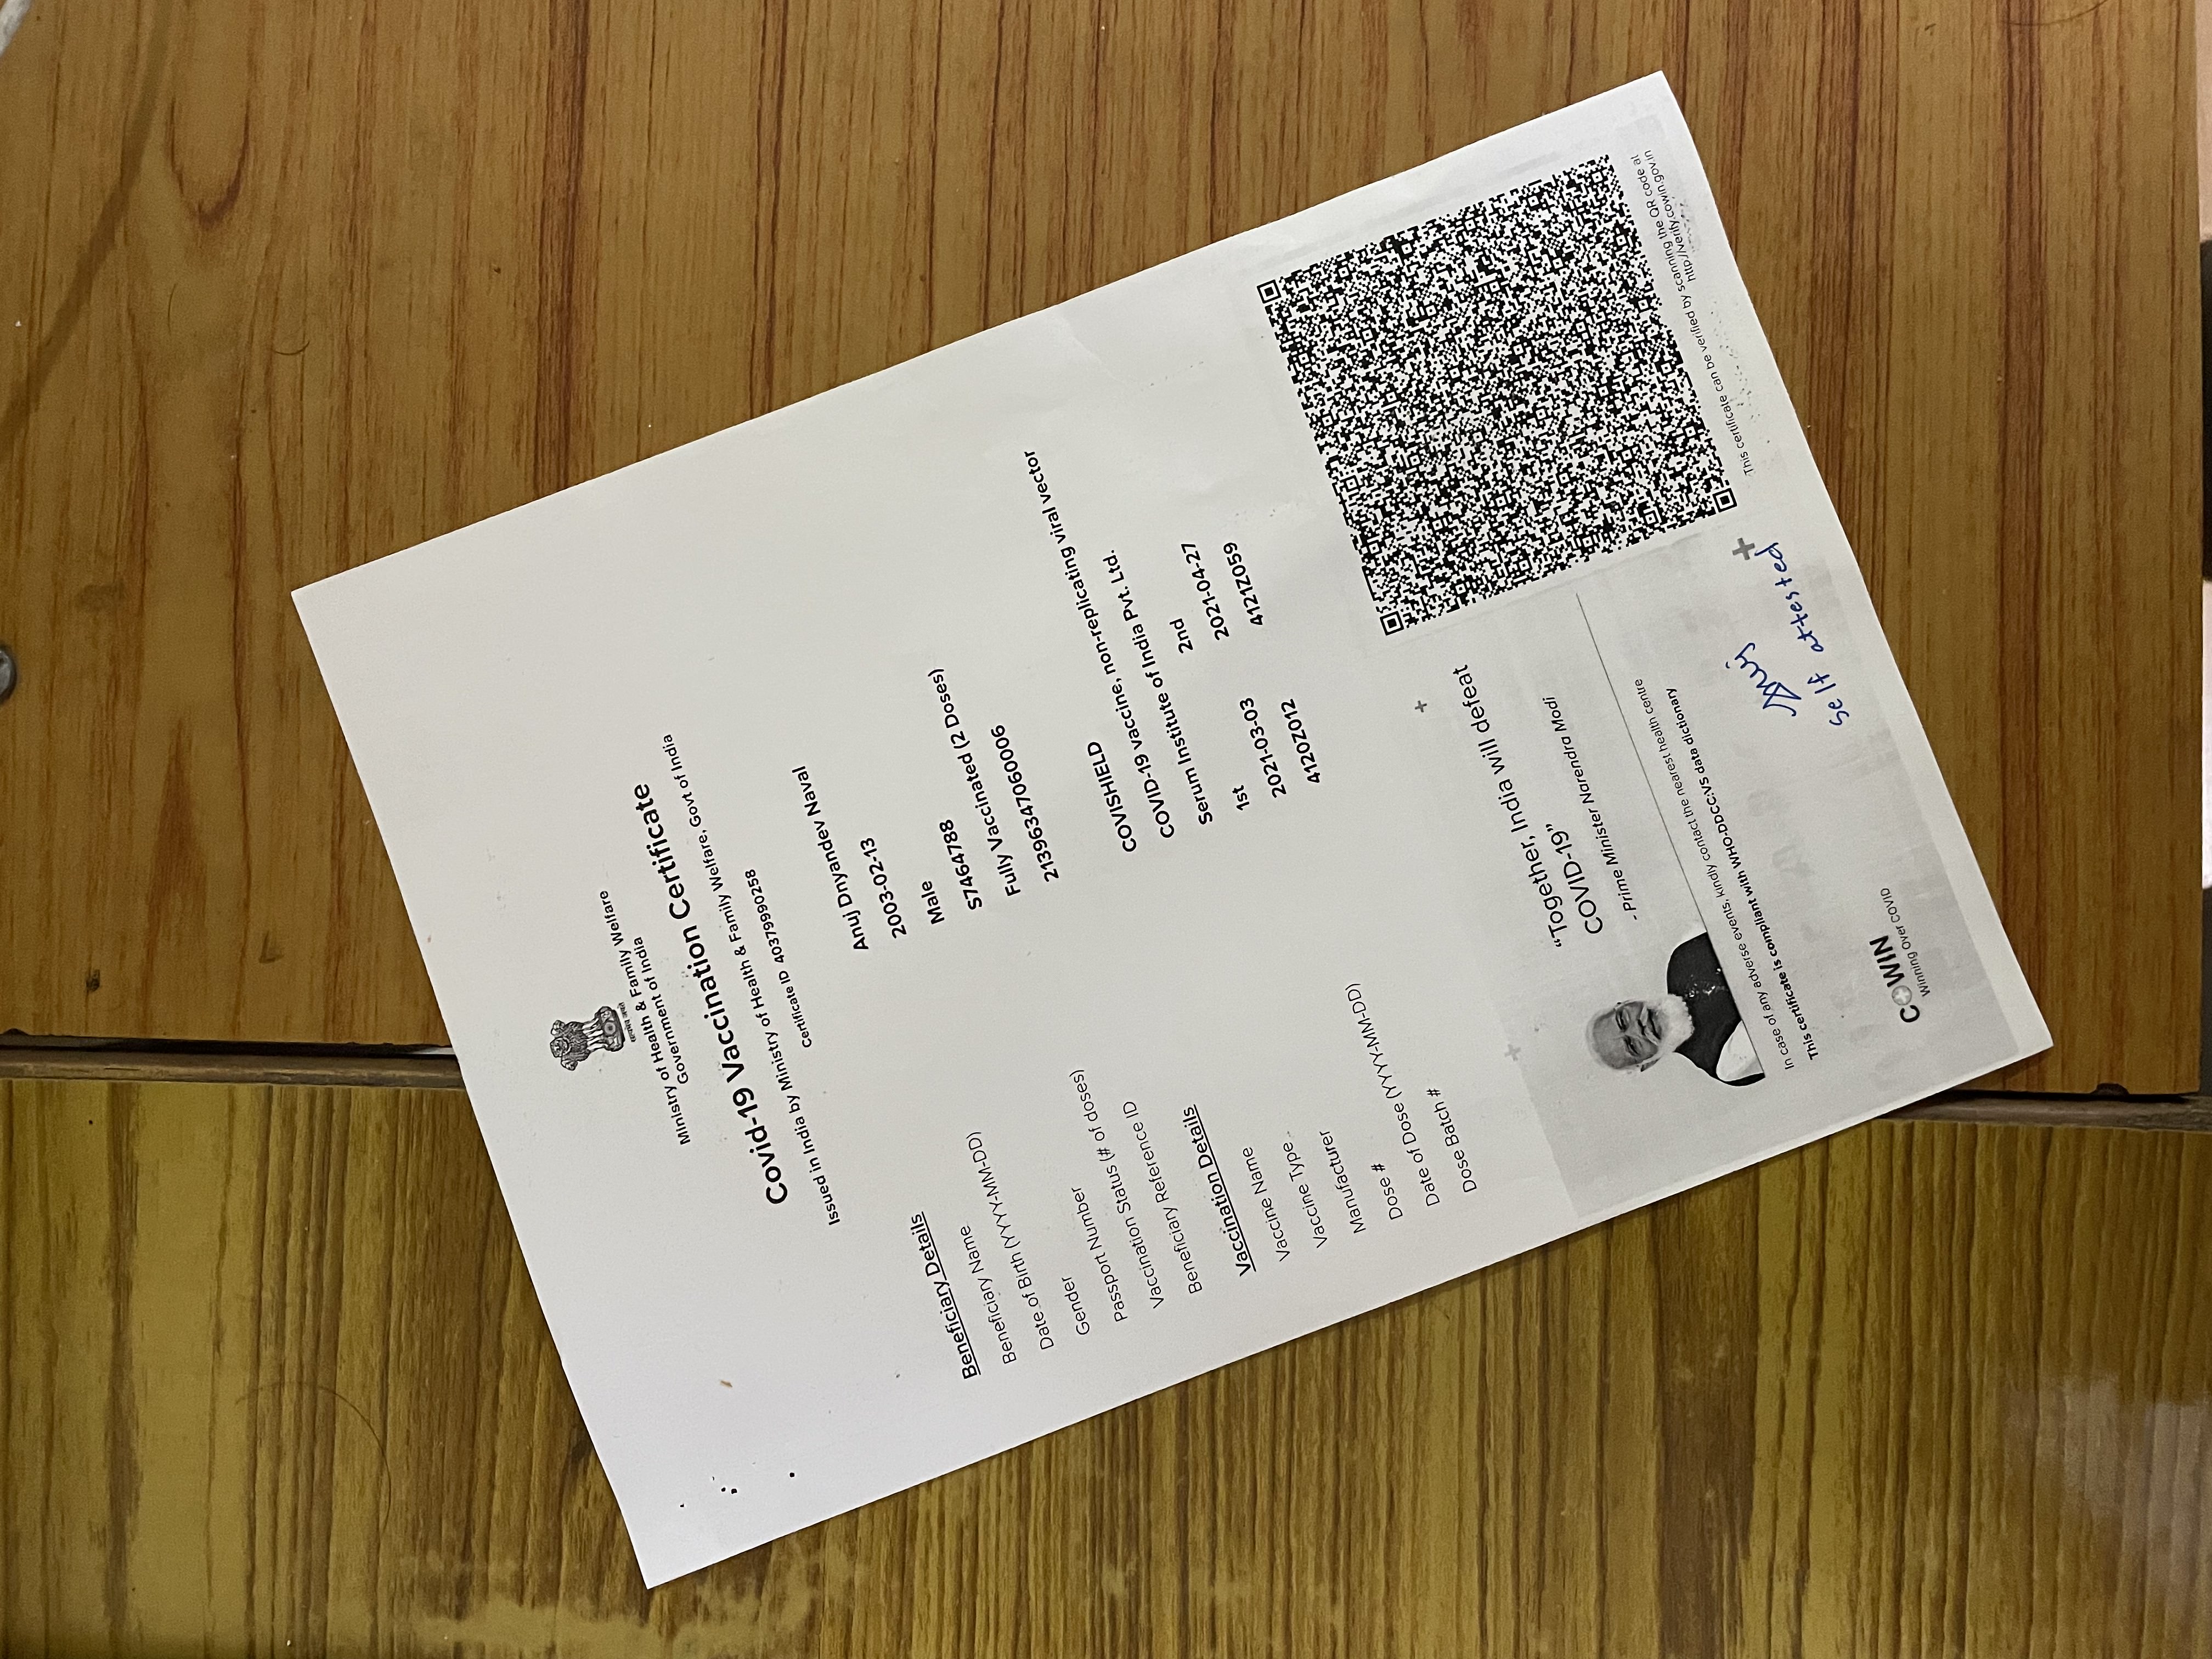 सत्यमेव जयते
Ministry of Health & Family Welfare
Government of India
Covid-19 Vaccination Certificate
Issued in India by Ministry of Health & Family Welfare, Govt of India
Certificate ID 40379990258
Beneficiary Details
Beneficiary Name Anuj Dnyandev Naval
Date of Birth (YYYY-MM-DD) 2003-02-13
Gender Male
Passport Number S7464788
Vaccination Status (# of doses) Fully Vaccinated (2 Doses)
Beneficiary Reference ID 21396347060006
Vaccination Details
Vaccine Name COVISHIELD
Vaccine Type COVID-19 vaccine, non-replicating viral vector
Manufacturer Serum Institute of India Pvt. Ltd.
Dose # 1st 2nd
Date of Dose (YYYY-MM-DD) 2021-03-03 2021-04-27
Dose Batch # 4120Z012 4121Z059
“Together, India will defeat
COVID-19”
- Prime Minister Narendra Modi
In case of any adverse events, kindly contact the nearest health centre
This certificate is compliant with WHO-DDCC:VS data dictionary
This certificate can be verified by scanning the QR code at
http://verify.cowin.gov.in
Anuj
Self attested
COWIN
Winning Over COVID